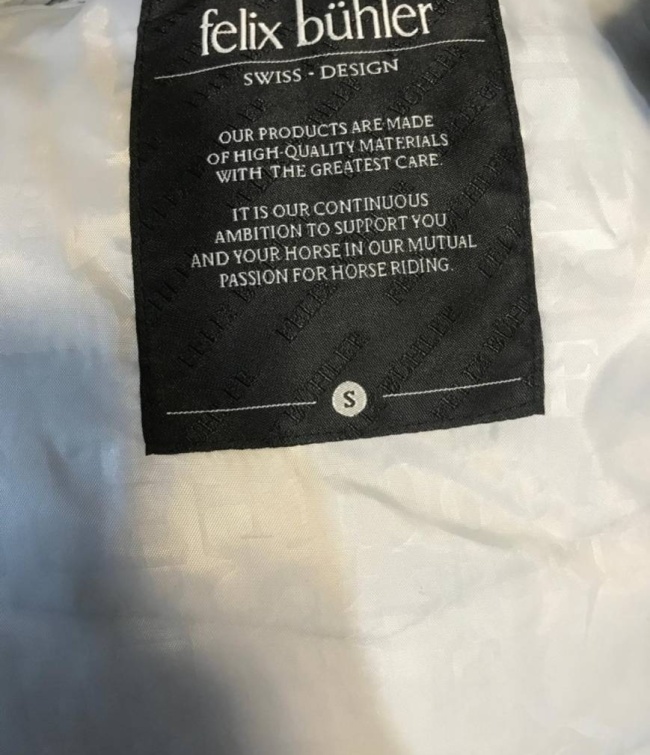 felix bühler
SWISS - DESIGN
OUR PRODUCTS ARE MADE
OF HIGH-QUALITY MATERIALS
WITH THE GREATEST CARE.
IT IS OUR CONTINUOUS
AMBITION TO SUPPORT YOU
AND YOUR HORSE IN OUR MUTUAL
PASSION FOR HORSE RIDING.
S